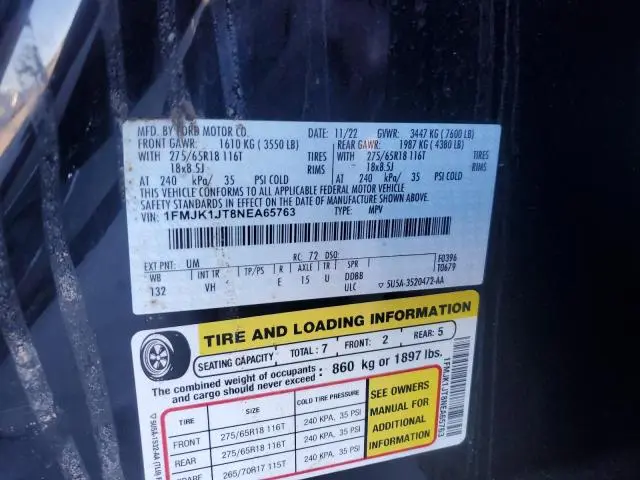 MFD. BY FORD MOTOR CO. DATE: 11/22 GVWR: 3447 KG (7600 LB)
FRONT GAWR: 1610 KG (3550 LB) REAR GAWR: 1987 KG (4380 LB)
WITH 275/65R18 116T TIRES WITH 275/65R18 116T TIRES
18x8.5J RIMS 18x8.5J RIMS
AT 240 kPa/ 35 PSI COLD AT 240 kPa/ 35 PSI COLD
THIS VEHICLE CONFORMS TO ALL APPLICABLE FEDERAL MOTOR VEHICLE
SAFETY STANDARDS IN EFFECT ON THE DATE OF MANUFACTURE SHOWN ABOVE.
VIN: 1FMJK1JT8NEA65763 TYPE: MPV
EXT PNT: UM RC: 72 DSO: F0396
WB INT TR TP/PS R AXLE TR SPR T0679
132 VH E 15 U DDBB
ULC ▽ 5U5A-3520472-AA
TIRE AND LOADING INFORMATION
SEATING CAPACITY TOTAL: 7 FRONT: 2 REAR: 5
The combined weight of occupants and cargo should never exceed: 860 kg or 1897 lbs.
TIRE SIZE COLD TIRE PRESSURE
FRONT 275/65R18 116T 240 KPA, 35 PSI
REAR 275/65R18 116T 240 KPA, 35 PSI
SPARE 265/70R17 115T 240 KPA, 35 PSI
SEE OWNERS
MANUAL FOR
ADDITIONAL
INFORMATION
1FMJK1JT8NEA65763